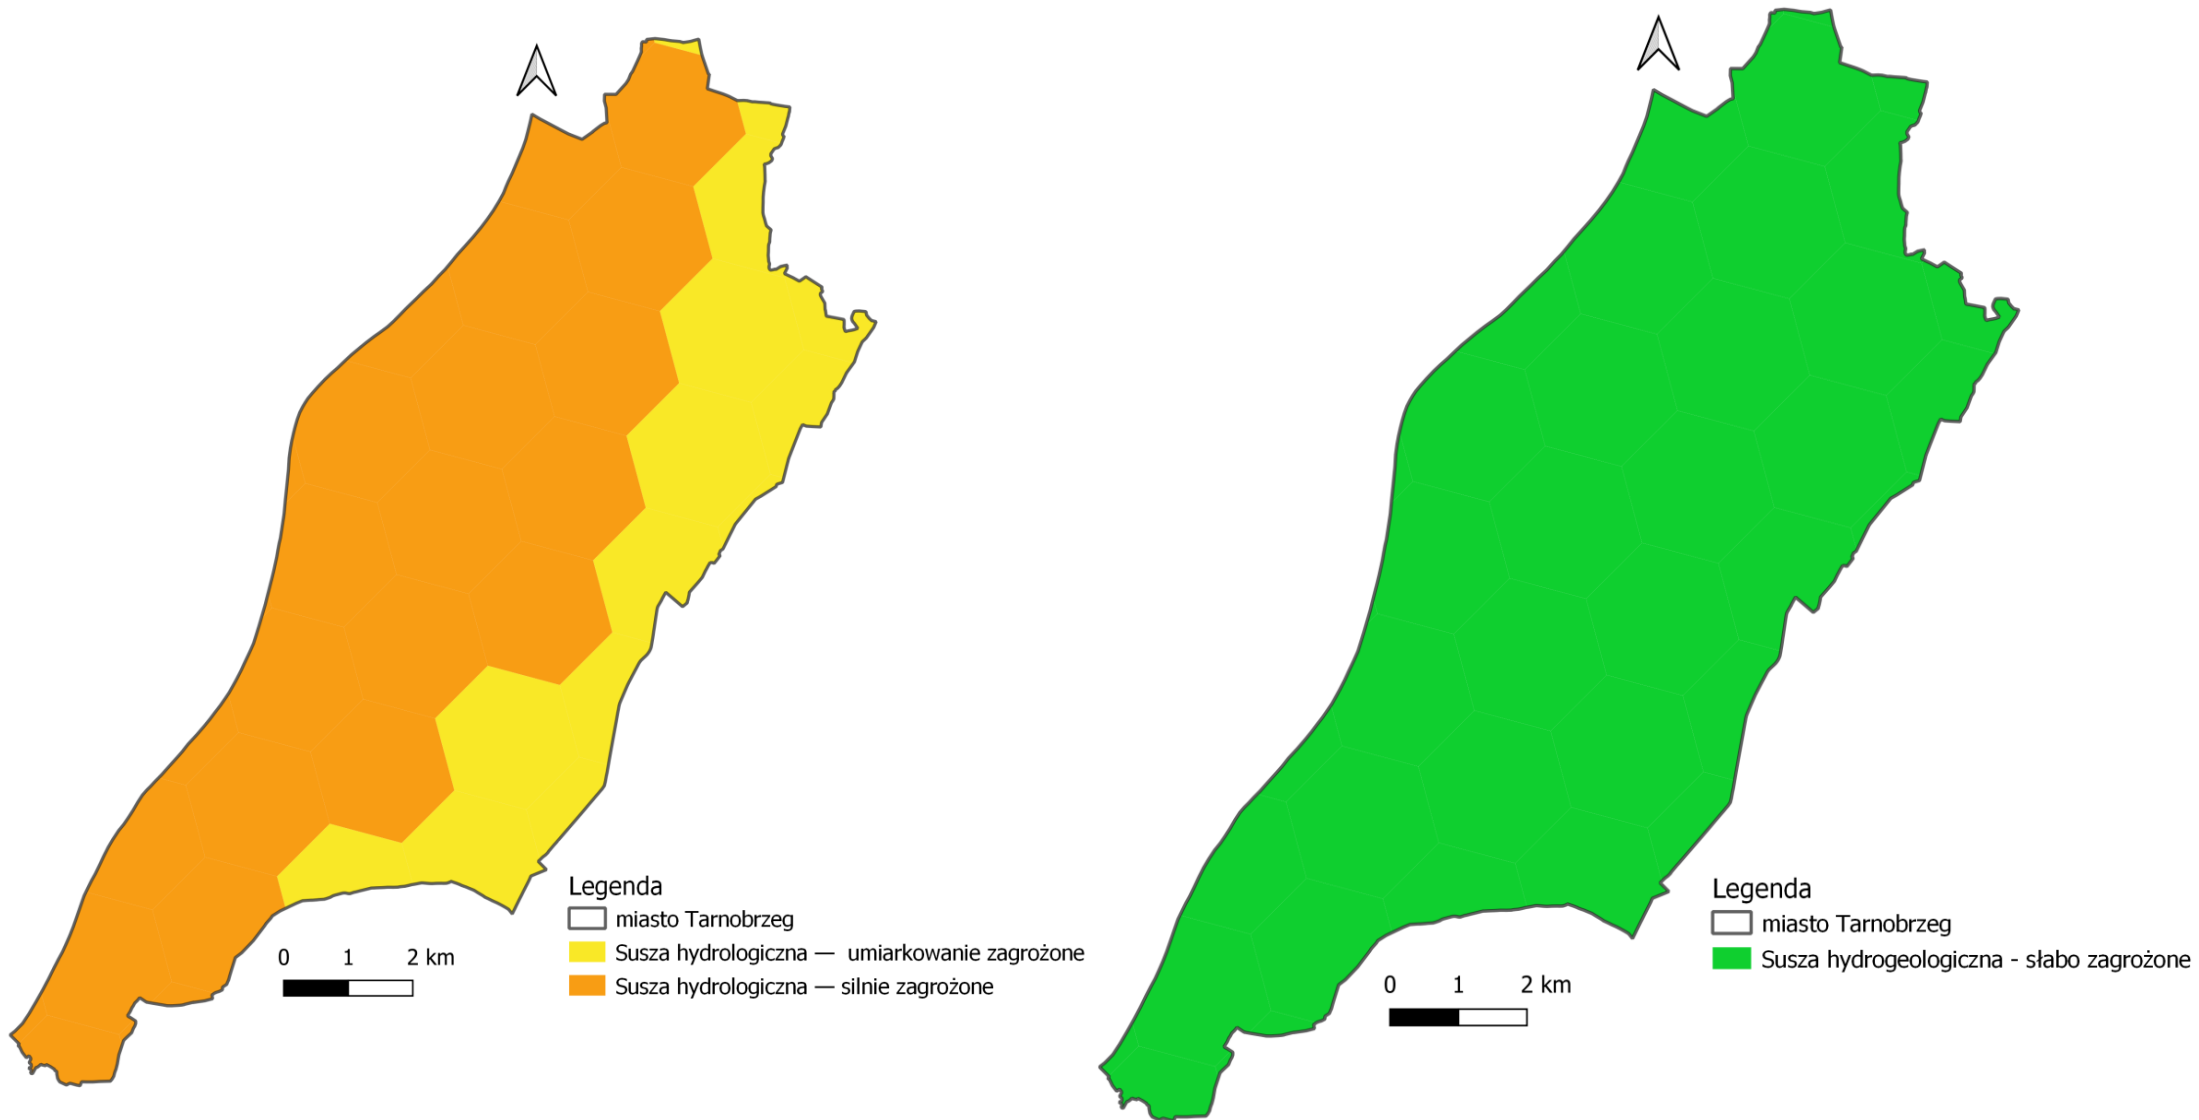 Legenda
miasto Tarnobrzeg
Susza hydrologiczna — umiarkowanie zagrożone
Susza hydrologiczna — silnie zagrożone
0 1 2 km
Legenda
miasto Tarnobrzeg
Susza hydrogeologiczna - słabo zagrożone
0 1 2 km